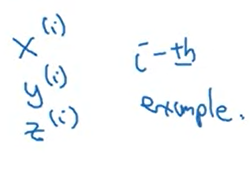 x^(i) i-th
y^(i) example.
z^(i)